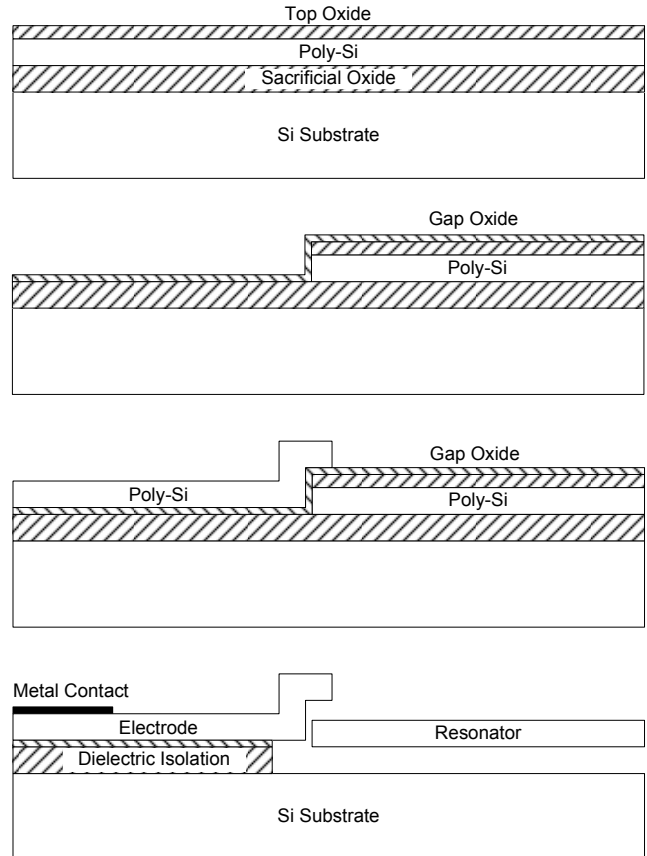 Top Oxide
Poly-Si
Sacrificial Oxide
Si Substrate
Gap Oxide
Poly-Si
Gap Oxide
Poly-Si
Poly-Si
Metal Contact
Electrode
Resonator
Dielectric Isolation
Si Substrate